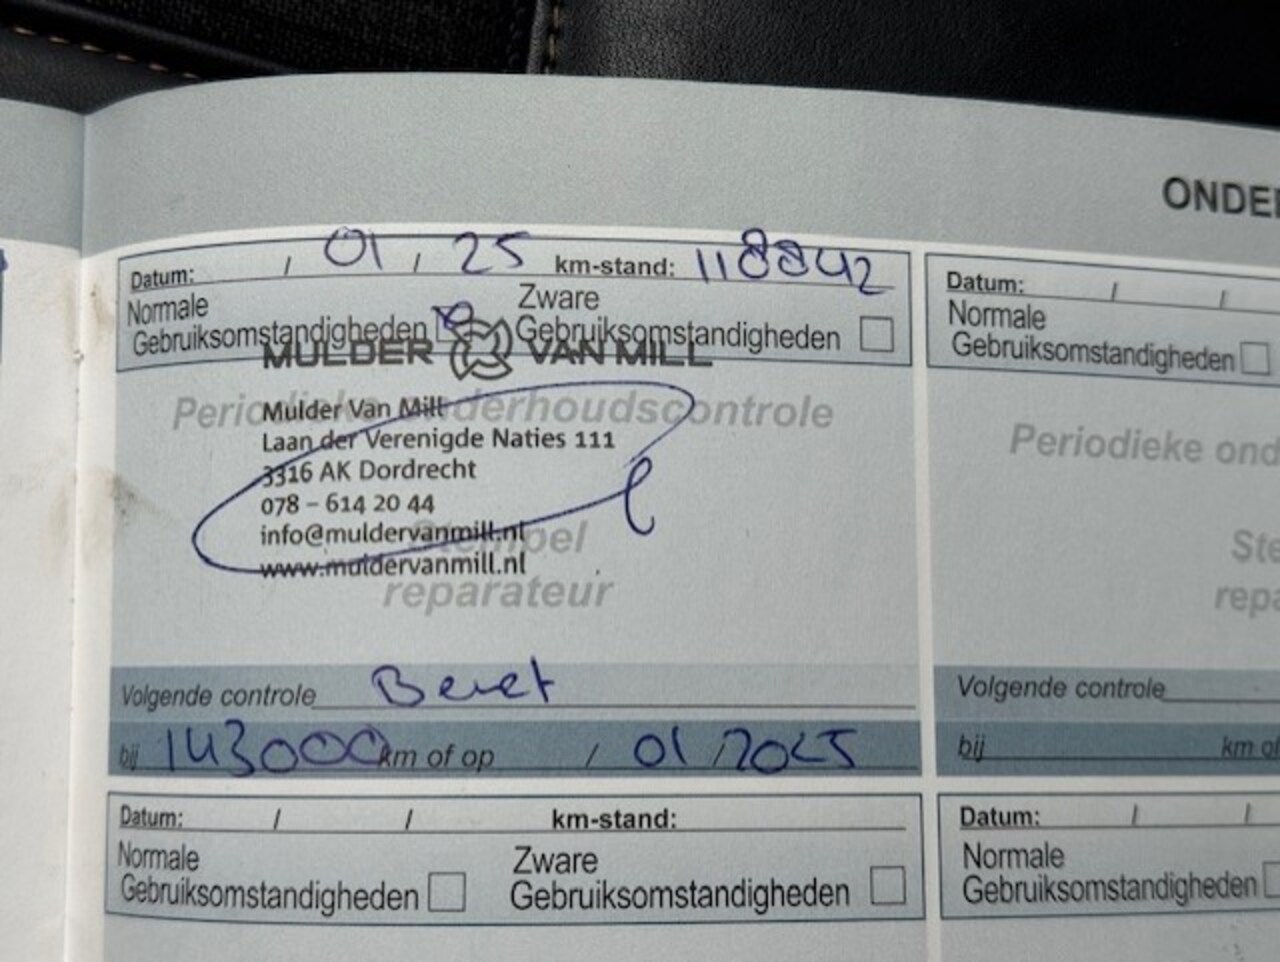 ONDE
Datum: / 01 / 25 km-stand: 118842
Normale Gebruiksomstandigheden
Zware Gebruiksomstandigheden
MULDER VAN MILL
Periodieke onderhoudscontrole
Mulder Van Mill
Laan der Verenigde Naties 111
3316 AK Dordrecht
078 – 614 20 44
info@muldervanmill.nl
www.muldervanmill.nl
Stempel
reparateur
Volgende controle
bij 143000 km of op / 01 / 2025
Datum: / /
Normale
Gebruiksomstandigheden
Periodieke ond
Ste
repa
Volgende controle
bij km of
Datum: / / km-stand:
Normale Gebruiksomstandigheden
Zware Gebruiksomstandigheden
Datum: / /
Normale
Gebruiksomstandigheden